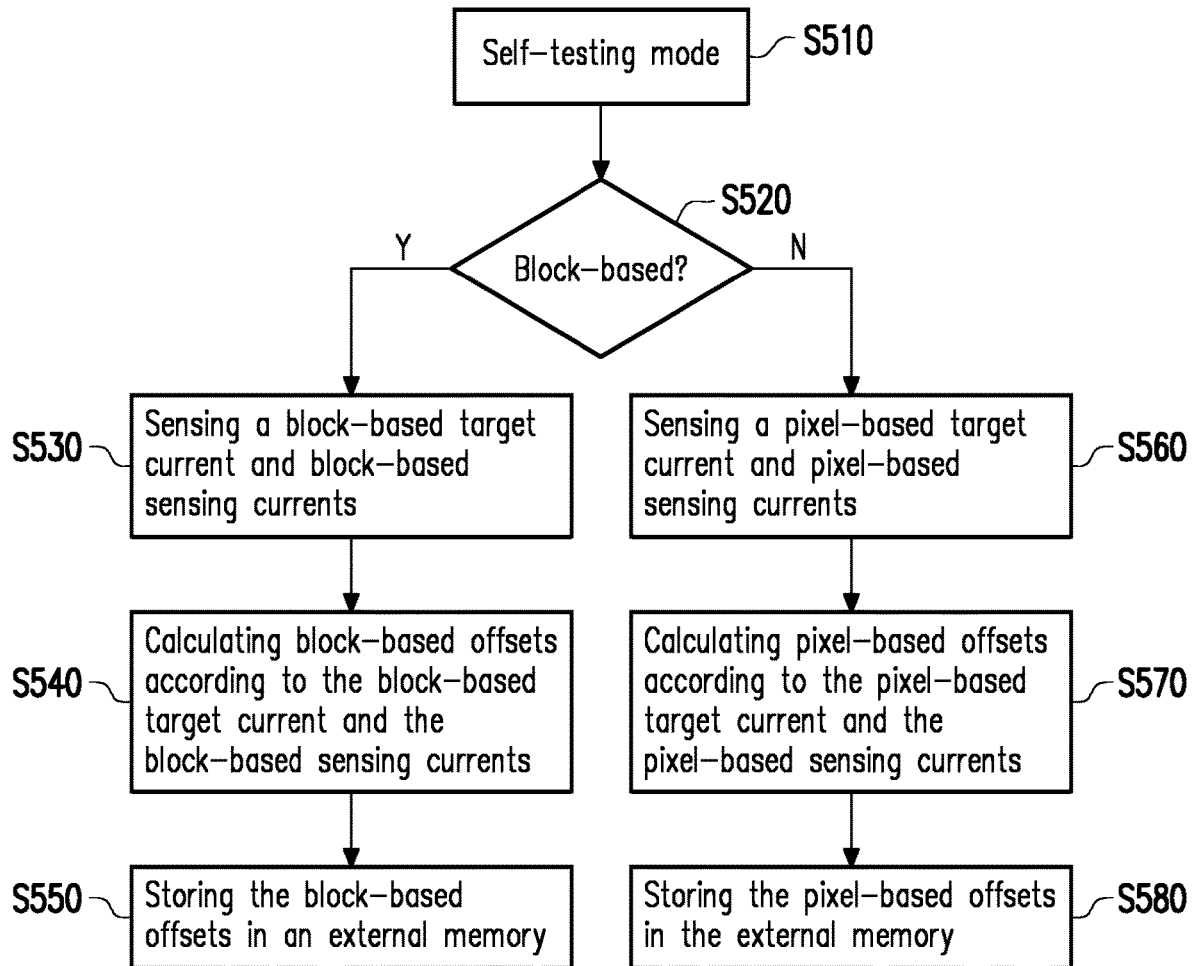 Self-testing mode
S510
S520
Y
Block-based?
N
S530
Sensing a block-based target
current and block-based
sensing currents
Sensing a pixel-based target
current and pixel-based
sensing currents
S560
S540
Calculating block-based offsets
according to the block-based
target current and the
block-based sensing currents
Calculating pixel-based offsets
according to the pixel-based
target current and the
pixel-based sensing currents
S570
S550
Storing the block-based
offsets in an external memory
Storing the pixel-based offsets
in the external memory
S580